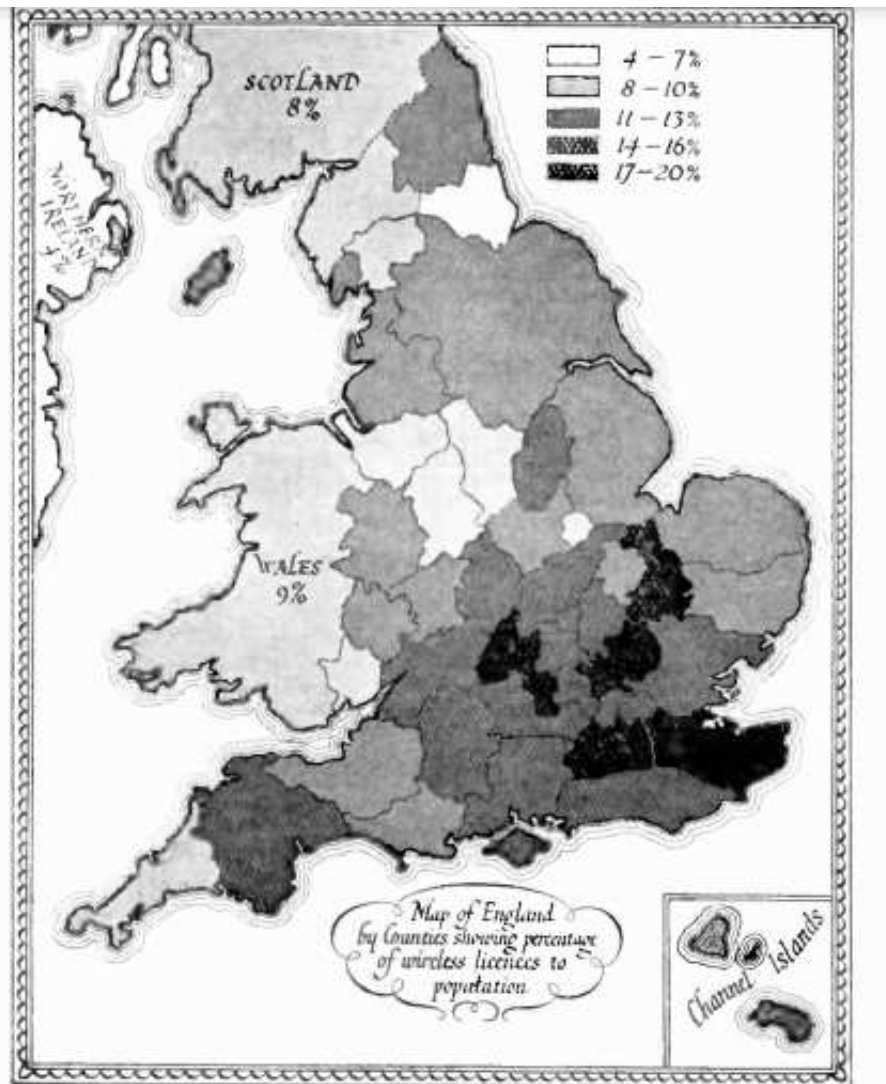 SCOTLAND
8%
4 – 7%
8 – 10%
11 – 13%
14 – 16%
17 – 20%
NORTHERN
IRELAND
4%
WALES
9%
Map of England
by Counties showing percentage
of wireless licences to
population
Channel Islands